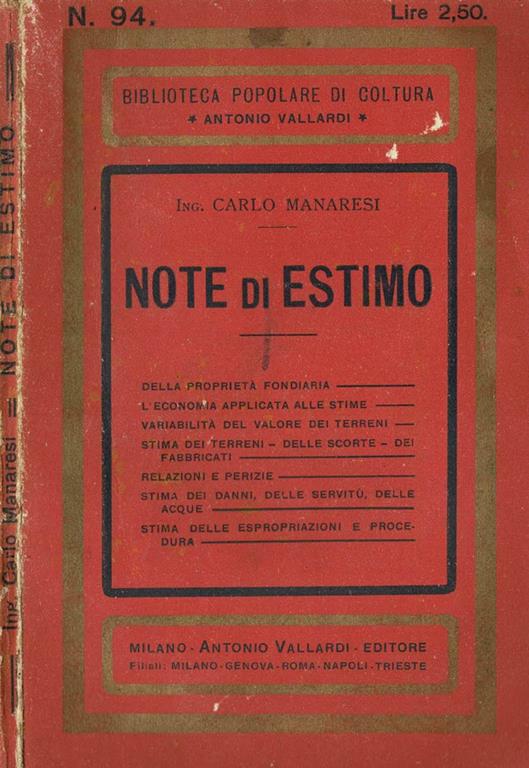 N. 94.
Lire 2,50.
BIBLIOTECA POPOLARE DI COLTURA
* ANTONIO VALLARDI *
ING. CARLO MANARESI
NOTE DI ESTIMO
DELLA PROPRIETÀ FONDIARIA
L'ECONOMIA APPLICATA ALLE STIME
VARIABILITÀ DEL VALORE DEI TERRENI
STIMA DEI TERRENI - DELLE SCORTE - DEI
FABBRICATI
RELAZIONI E PERIZIE
STIMA DEI DANNI, DELLE SERVITÙ, DELLE
ACQUE
STIMA DELLE ESPROPRIAZIONI E PROCE-
DURA
MILANO - ANTONIO VALLARDI - EDITORE
Filiali: MILANO-GENOVA-ROMA-NAPOLI-TRIESTE
Ing. Carlo Manaresi = NOTE DI ESTIMO